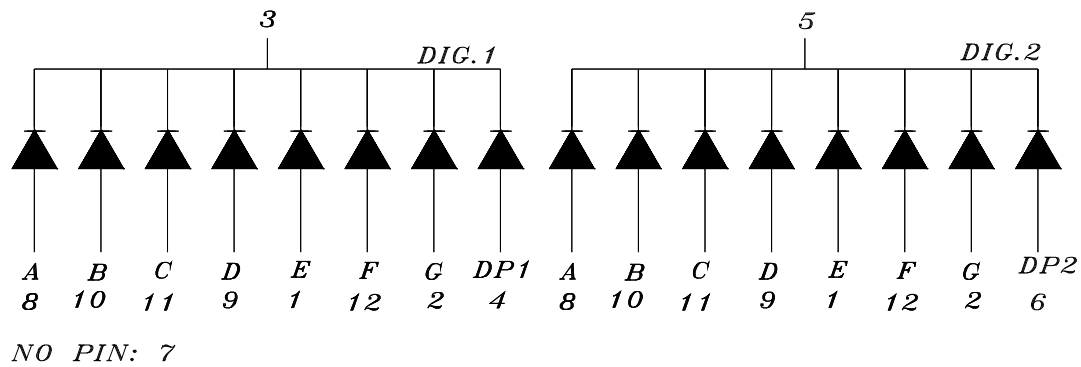 3 5
DIG.1 DIG.2
A B C D E F G DP1 A B C D E F G DP2
8 10 11 9 1 12 2 4 8 10 11 9 1 12 2 6
NO PIN: 7